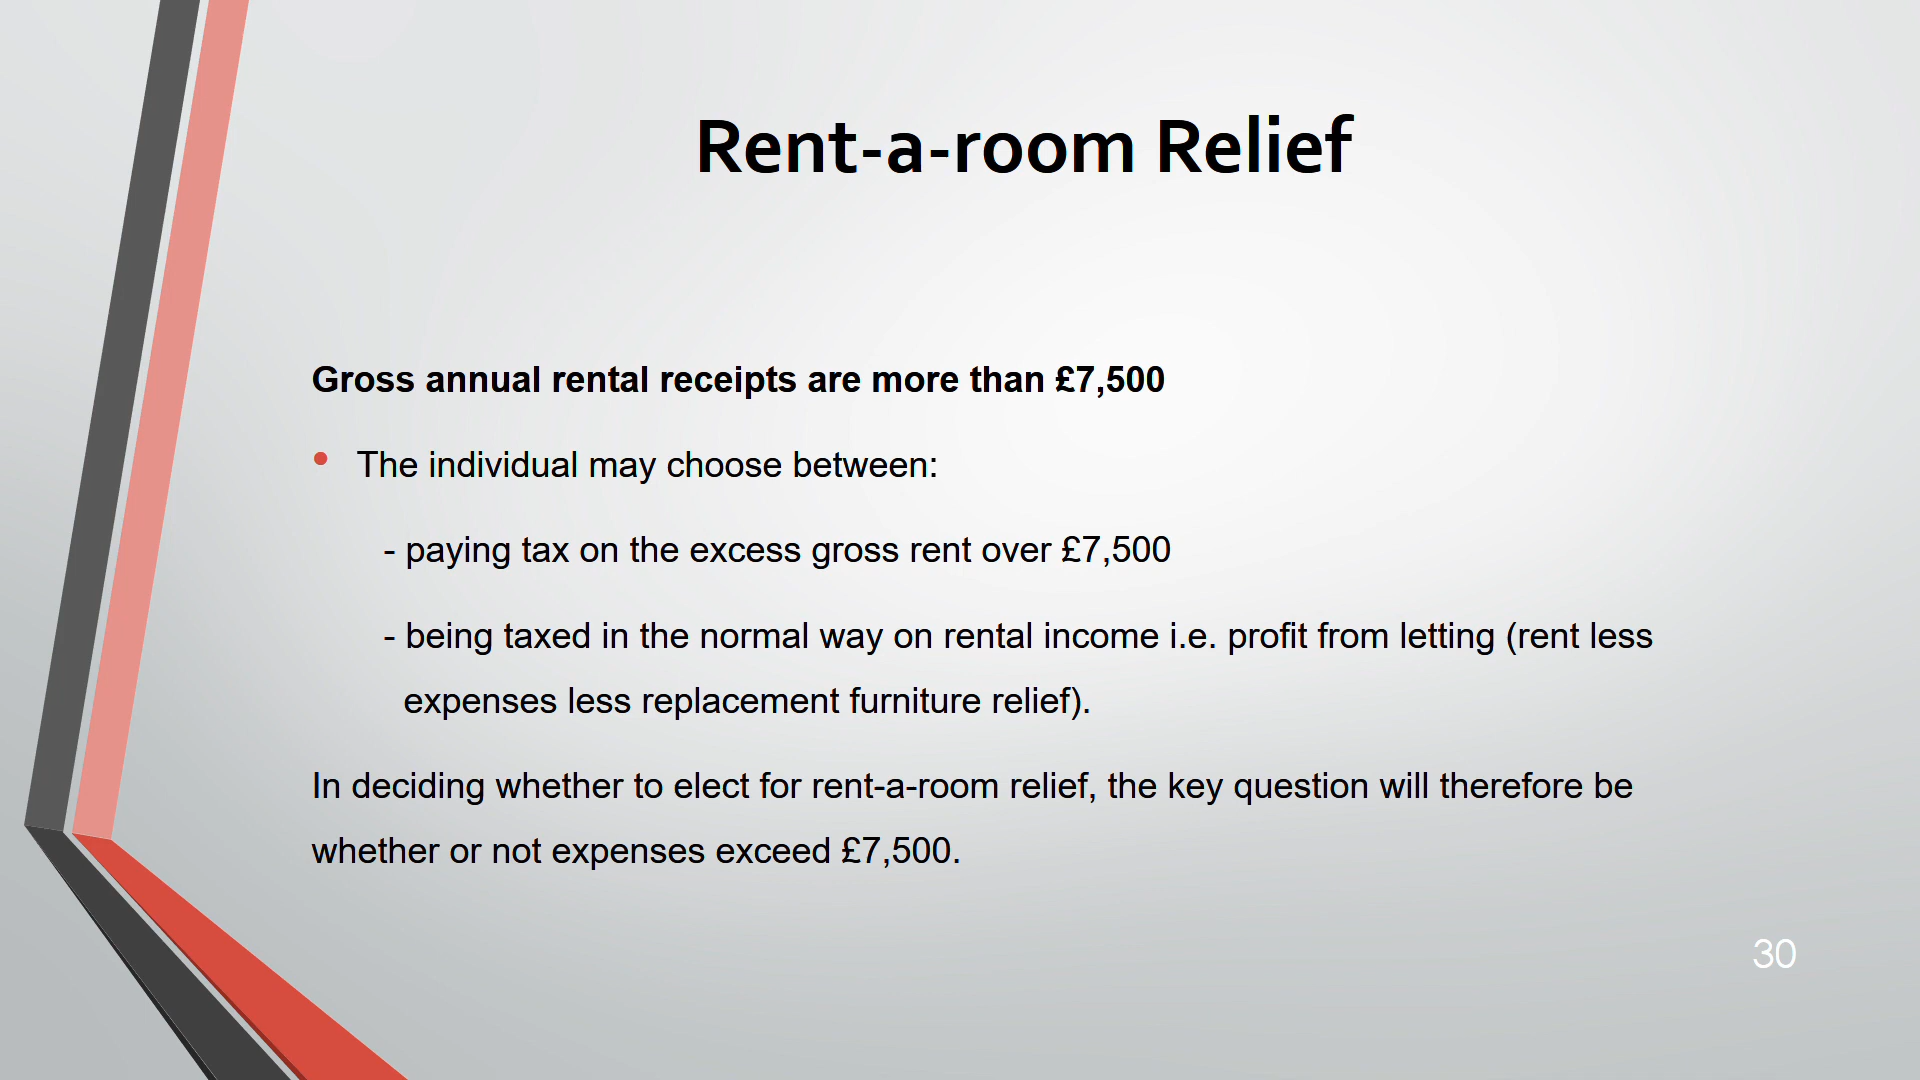 Rent-a-room Relief
Gross annual rental receipts are more than £7,500
• The individual may choose between:
- paying tax on the excess gross rent over £7,500
- being taxed in the normal way on rental income i.e. profit from letting (rent less
expenses less replacement furniture relief).
In deciding whether to elect for rent-a-room relief, the key question will therefore be
whether or not expenses exceed £7,500.
30